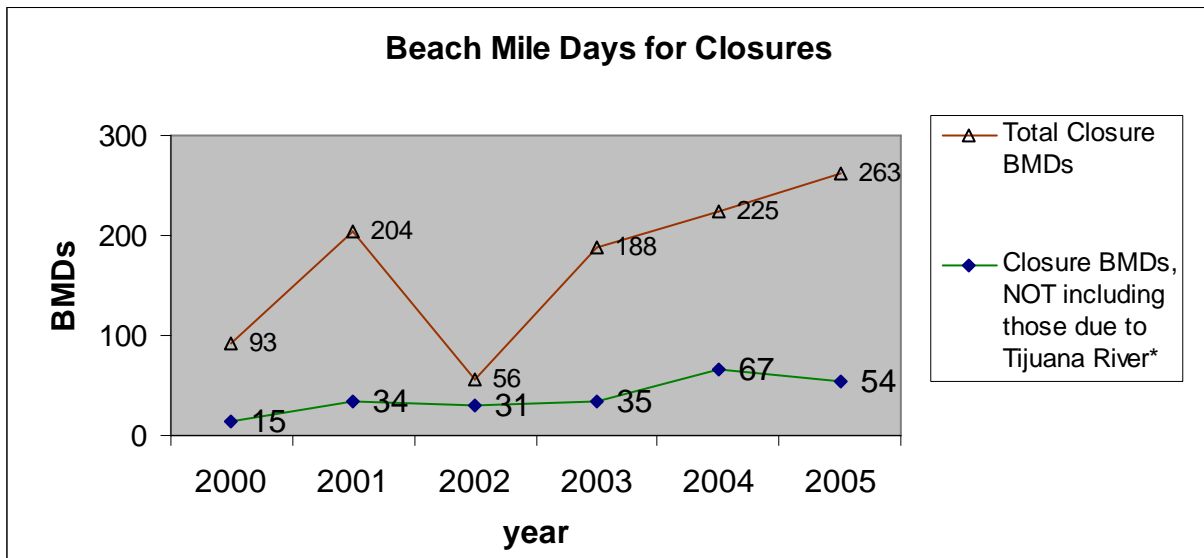 Beach Mile Days for Closures
300
200
100
0
BMDs
93
204
56
188
225
263
15
34
31
35
67
54
2000 2001 2002 2003 2004 2005
year
Total Closure
BMDs
Closure BMDs,
NOT including
those due to
Tijuana River*